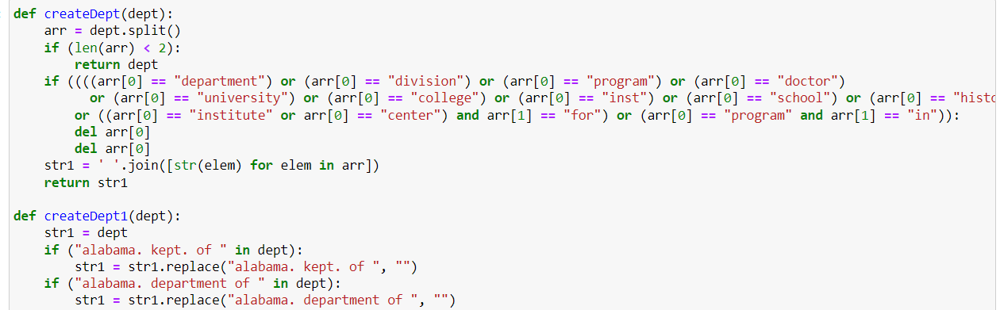 def createDept(dept):
    arr = dept.split()
    if (len(arr) < 2):
        return dept
    if ((((arr[0] == "department") or (arr[0] == "division") or (arr[0] == "program") or (arr[0] == "doctor")
          or (arr[0] == "university") or (arr[0] == "college") or (arr[0] == "inst") or (arr[0] == "school") or (arr[0] == "histo
        or ((arr[0] == "institute" or arr[0] == "center") and arr[1] == "for") or (arr[0] == "program" and arr[1] == "in")):
        del arr[0]
        del arr[0]
    str1 = ' '.join([str(elem) for elem in arr])
    return str1
def createDept1(dept):
    str1 = dept
    if ("alabama. kept. of " in dept):
        str1 = str1.replace("alabama. kept. of ", "")
    if ("alabama. department of " in dept):
        str1 = str1.replace("alabama. department of ", "")